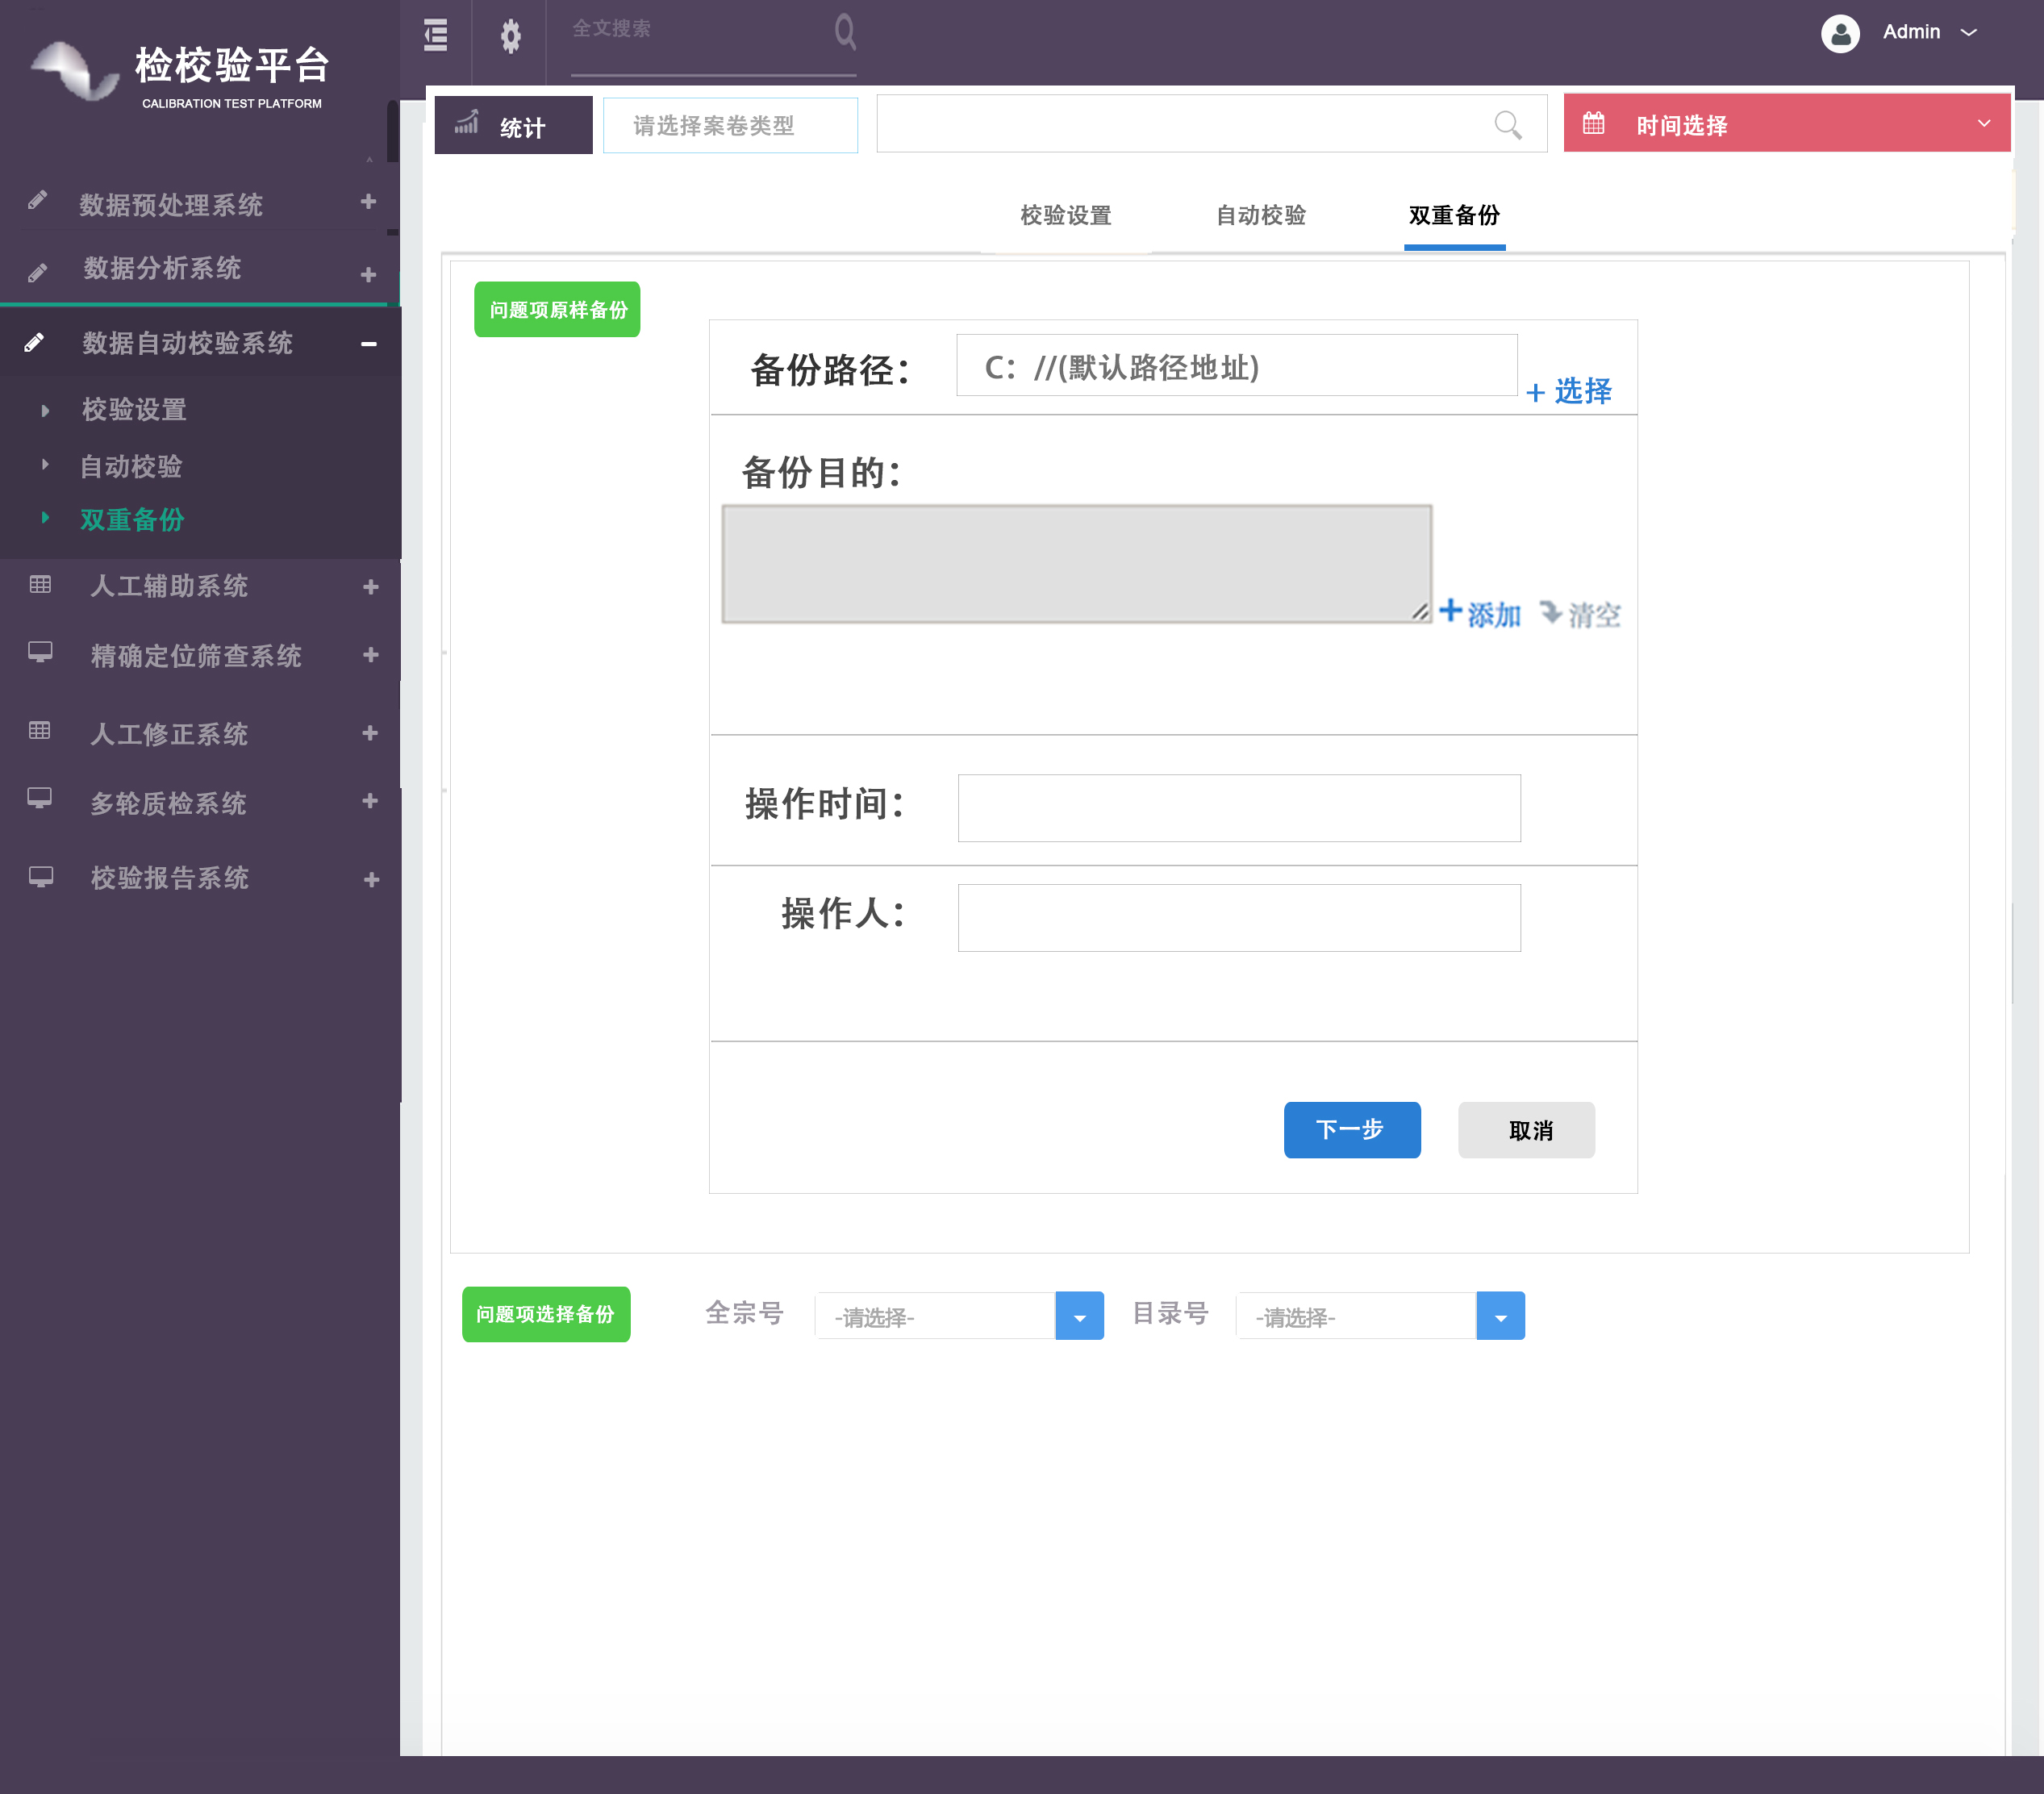 检校验平台
CALIBRATION TEST PLATFORM
全文搜索
Admin
统计
请选择案卷类型
时间选择
数据预处理系统
数据分析系统
数据自动校验系统
校验设置
自动校验
双重备份
人工辅助系统
精确定位筛查系统
人工修正系统
多轮质检系统
校验报告系统
校验设置 自动校验 双重备份
问题项原样备份
备份路径： C：//(默认路径地址) + 选择
备份目的：
添加 清空
操作时间：
操作人：
下一步 取消
问题项选择备份 全宗号 -请选择- 目录号 -请选择-